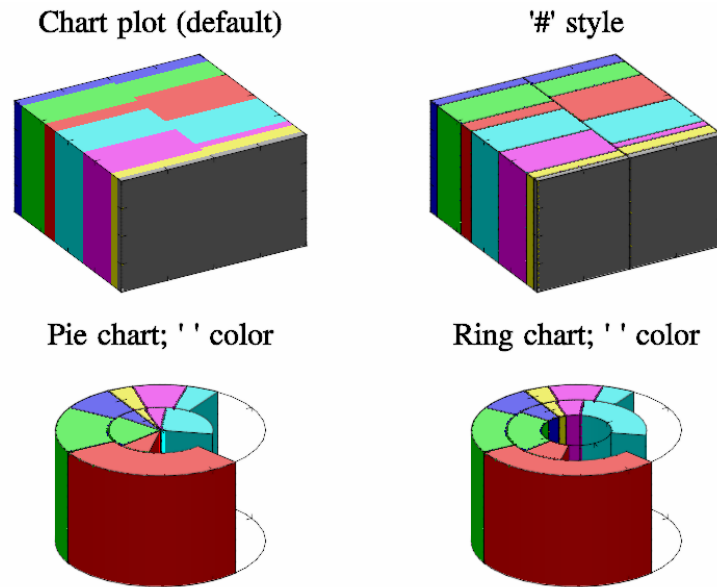 Chart plot (default)
'#' style
Pie chart; ' ' color
Ring chart; ' ' color